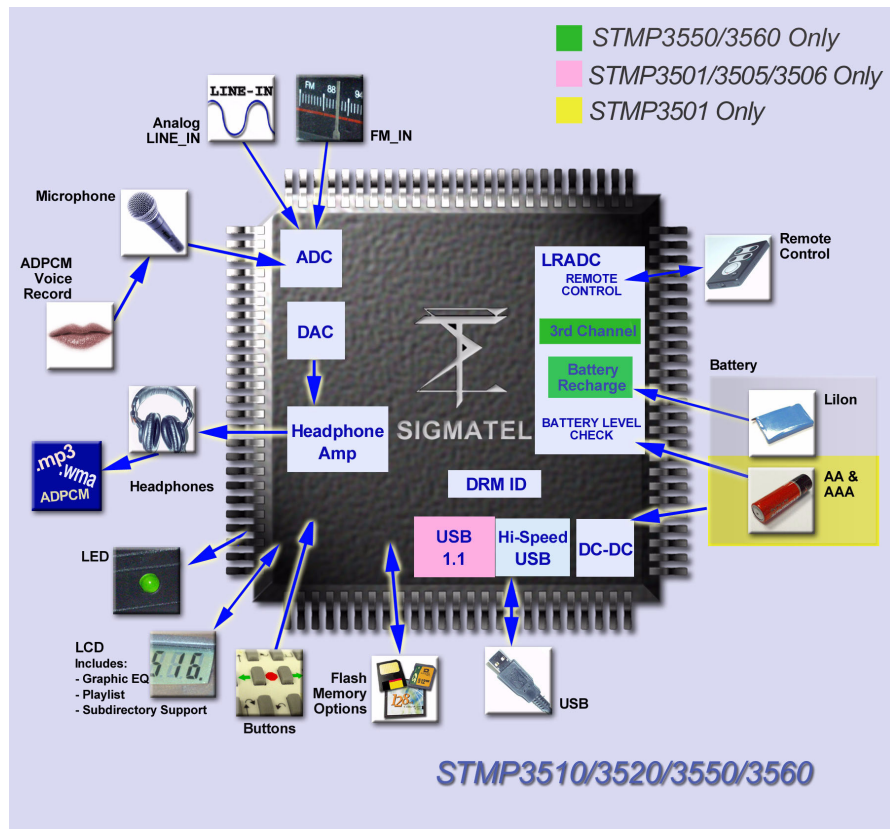 STMP3550/3560 Only
STMP3501/3505/3506 Only
STMP3501 Only
LINE-IN
FM 88 94
Analog
LINE_IN
FM_IN
Microphone
ADPCM
Voice
Record
ADC
DAC
Headphone
Amp
LRADC
REMOTE
CONTROL
3rd Channel
Battery
Recharge
BATTERY LEVEL
CHECK
Remote
Control
Battery
LiIon
AA &
AAA
SIGMATEL
.mp3
.wma
ADPCM
Headphones
DRM ID
USB
1.1
Hi-Speed
USB
DC-DC
LED
LCD
Includes:
- Graphic EQ
- Playlist
- Subdirectory Support
516.
Buttons
Flash
Memory
Options
128
USB
STMP3510/3520/3550/3560